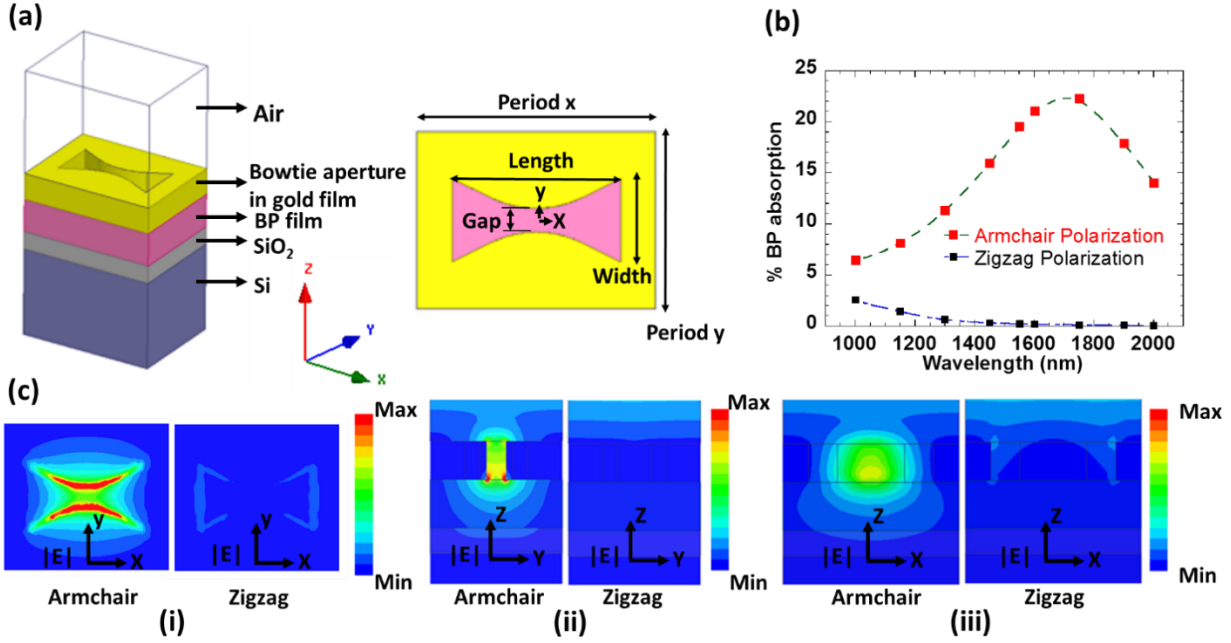 (a)
Air
Bowtie aperture
in gold film
BP film
SiO2
Si
Z
Y
X
Period x
Length
y
Gap
X
Width
Period y
(b)
25
20
15
10
5
0
% BP absorption
Armchair Polarization
Zigzag Polarization
1000 1200 1400 1600 1800 2000
Wavelength (nm)
(c)
Max
Min
y
|E|
X
Armchair
y
|E|
X
Zigzag
(i)
Max
Min
Z
|E|
Y
Armchair
Z
|E|
Y
Zigzag
(ii)
Max
Min
Z
|E|
X
Armchair
Z
|E|
X
Zigzag
(iii)